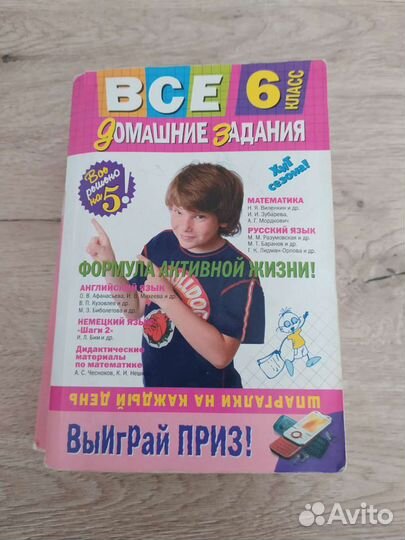 ВСЕ 6 КЛАСС
ДОМАШНИЕ ЗАДАНИЯ
Все
решено
на 5!
Хит
сезона!
МАТЕМАТИКА
Н. Я. Виленкин и др.
И. И. Зубарева,
А. Г. Мордкович
РУССКИЙ ЯЗЫК
М. М. Разумовская и др.
М. Т. Баранов и др.
Г. К. Лидман-Орлова и др.
ФОРМУЛА АКТИВНОЙ ЖИЗНИ!
АНГЛИЙСКИЙ ЯЗЫК
О. В. Афанасьева, И. В. Михеева и др.
В. П. Кузовлев и др.
М. З. Биболетова и др.
НЕМЕЦКИЙ ЯЗЫК
«Шаги 2»
И. Л. Бим и др.
Дидактические
материалы
по математике
А. С. Чесноков, К. И. Нешк
ШПАРГАЛКИ НА КАЖДЫЙ ДЕНЬ
ВыИграй ПРИЗ!
Avito